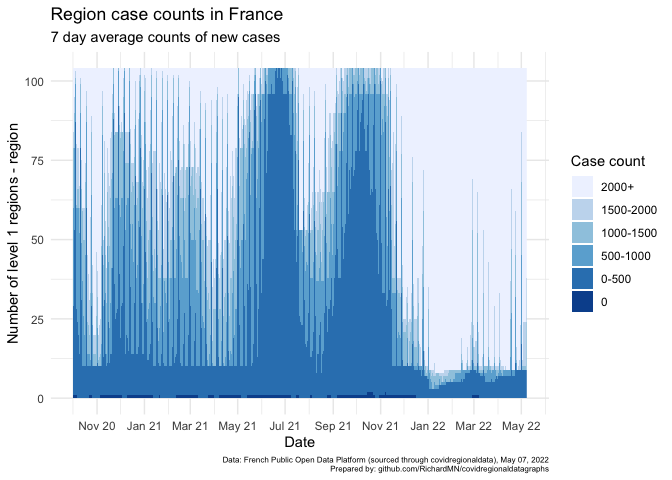 Region case counts in France
7 day average counts of new cases
Number of level 1 regions - region
100
75
50
25
0
Nov 20 Jan 21 Mar 21 May 21 Jul 21 Sep 21 Nov 21 Jan 22 Mar 22 May 22
Date
Case count
2000+
1500-2000
1000-1500
500-1000
0-500
0
Data: French Public Open Data Platform (sourced through covidregionaldata), May 07, 2022
Prepared by: github.com/RichardMN/covidregionaldatagraphs